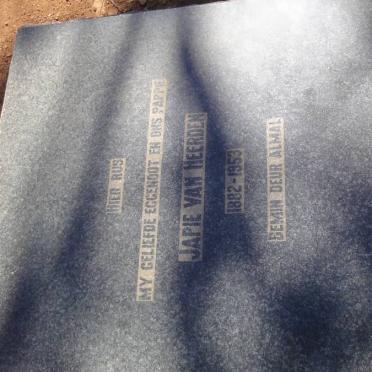 HIER RUS
MY GELIEFDE EGGENOOT EN ONS PAPPIE
JAPIE VAN HEERDEN
1882-1953
BEMIN DEUR ALMAL